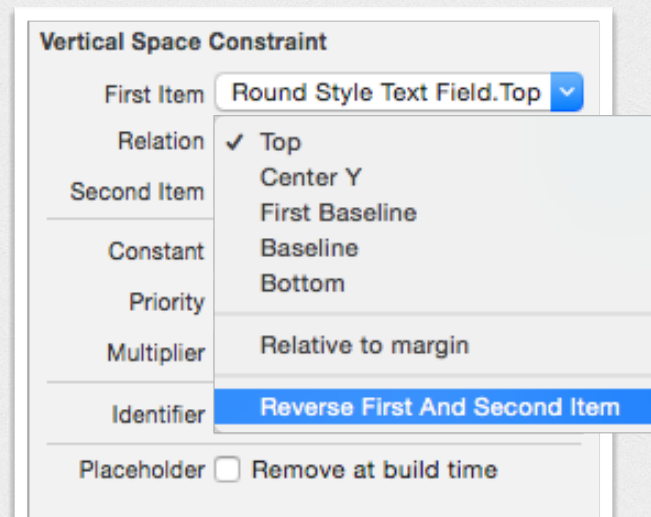 Vertical Space Constraint
First Item Round Style Text Field.Top
Relation ✓ Top
Center Y
Second Item
First Baseline
Constant Baseline
Bottom
Priority
Multiplier Relative to margin
Identifier Reverse First And Second Item
Placeholder Remove at build time